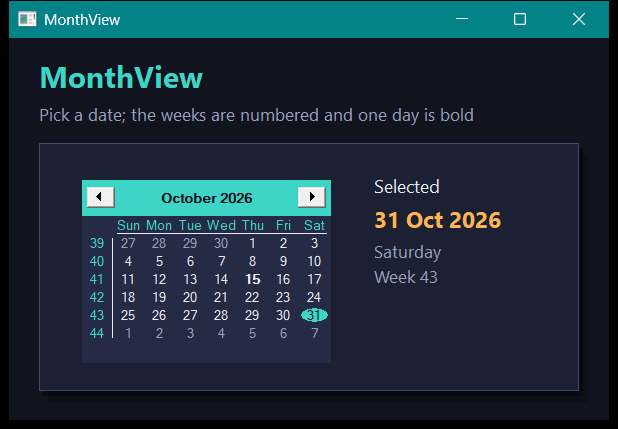 MonthView
MonthView
Pick a date; the weeks are numbered and one day is bold
October 2026
Sun Mon Tue Wed Thu Fri Sat
39 27 28 29 30 1 2 3
40 4 5 6 7 8 9 10
41 11 12 13 14 15 16 17
42 18 19 20 21 22 23 24
43 25 26 27 28 29 30 31
44 1 2 3 4 5 6 7
Selected
31 Oct 2026
Saturday
Week 43